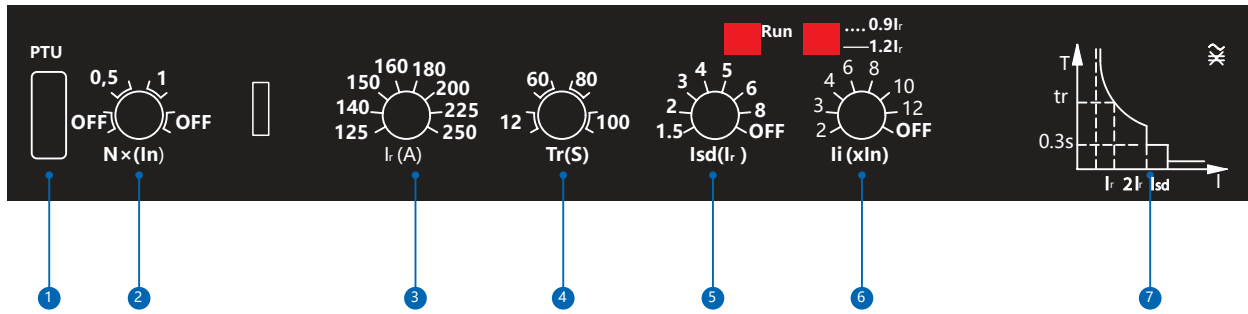 PTU
0,5 1
OFF OFF
N×(In)
160 180
150 200
140 225
125 250
Ir (A)
60 80
12 100
Tr(S)
Run
4 5
3 6
2 8
1.5 OFF
Isd(Ir )
.... 0.9Ir
1.2Ir
6 8
4 10
3 12
2 OFF
Ii (xIn)
T
tr
0.3s
Ir 2Ir Isd I
1 2 3 4 5 6 7